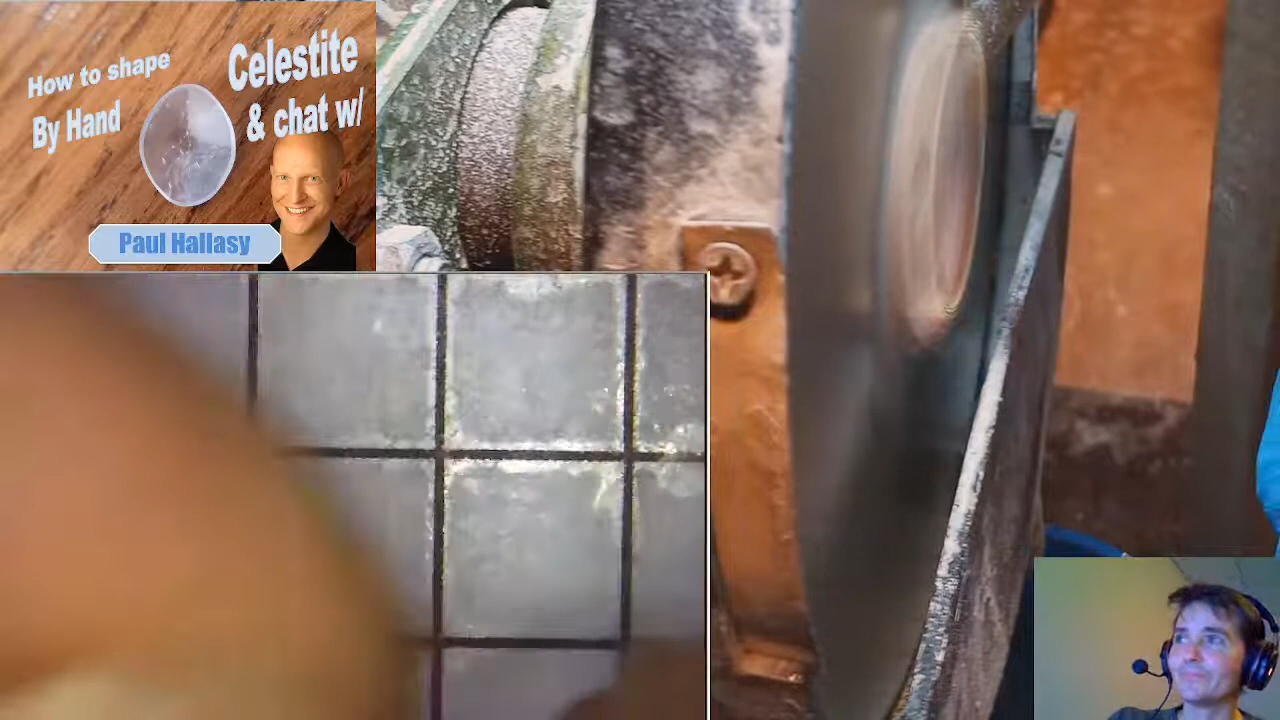 How to shape
By Hand
Celestite
& chat w/
Paul Hallasy